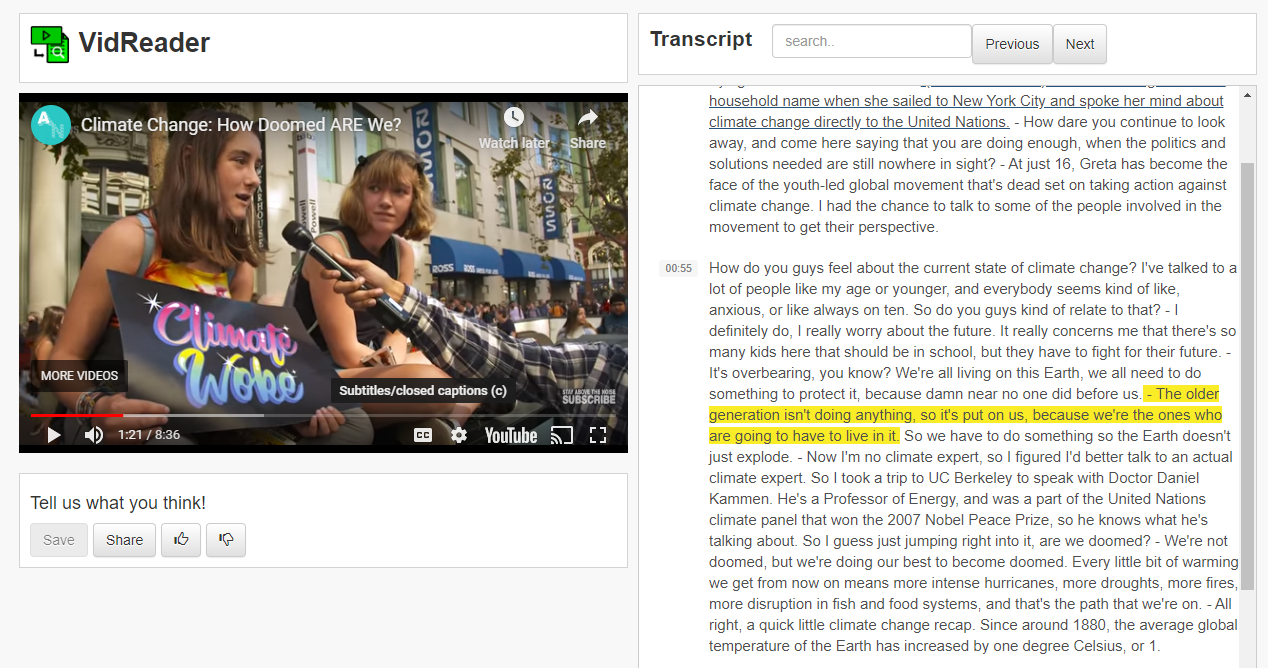 VidReader
Climate Change: How Doomed ARE We?
Watch later
Share
ROSS
ROSS
Powell
Powell
ROSS
ROSS DRESS FOR LESS
Climate
Woke
MORE VIDEOS
Subtitles/closed captions (c)
STAY ABOVE THE NOISE
SUBSCRIBE
1:21 / 8:36
CC
YouTube
Tell us what you think!
Save
Share
Transcript
search..
Previous
Next
household name when she sailed to New York City and spoke her mind about
climate change directly to the United Nations. - How dare you continue to look
away, and come here saying that you are doing enough, when the politics and
solutions needed are still nowhere in sight? - At just 16, Greta has become the
face of the youth-led global movement that's dead set on taking action against
climate change. I had the chance to talk to some of the people involved in the
movement to get their perspective.
00:55
How do you guys feel about the current state of climate change? I've talked to a
lot of people like my age or younger, and everybody seems kind of like,
anxious, or like always on ten. So do you guys kind of relate to that? - I
definitely do, I really worry about the future. It really concerns me that there's so
many kids here that should be in school, but they have to fight for their future. -
It's overbearing, you know? We're all living on this Earth, we all need to do
something to protect it, because damn near no one did before us. - The older
generation isn't doing anything, so it's put on us, because we're the ones who
are going to have to live in it. So we have to do something so the Earth doesn't
just explode. - Now I'm no climate expert, so I figured I'd better talk to an actual
climate expert. So I took a trip to UC Berkeley to speak with Doctor Daniel
Kammen. He's a Professor of Energy, and was a part of the United Nations
climate panel that won the 2007 Nobel Peace Prize, so he knows what he's
talking about. So I guess just jumping right into it, are we doomed? - We're not
doomed, but we're doing our best to become doomed. Every little bit of warming
we get from now on means more intense hurricanes, more droughts, more fires,
more disruption in fish and food systems, and that's the path that we're on. - All
right, a quick little climate change recap. Since around 1880, the average global
temperature of the Earth has increased by one degree Celsius, or 1.